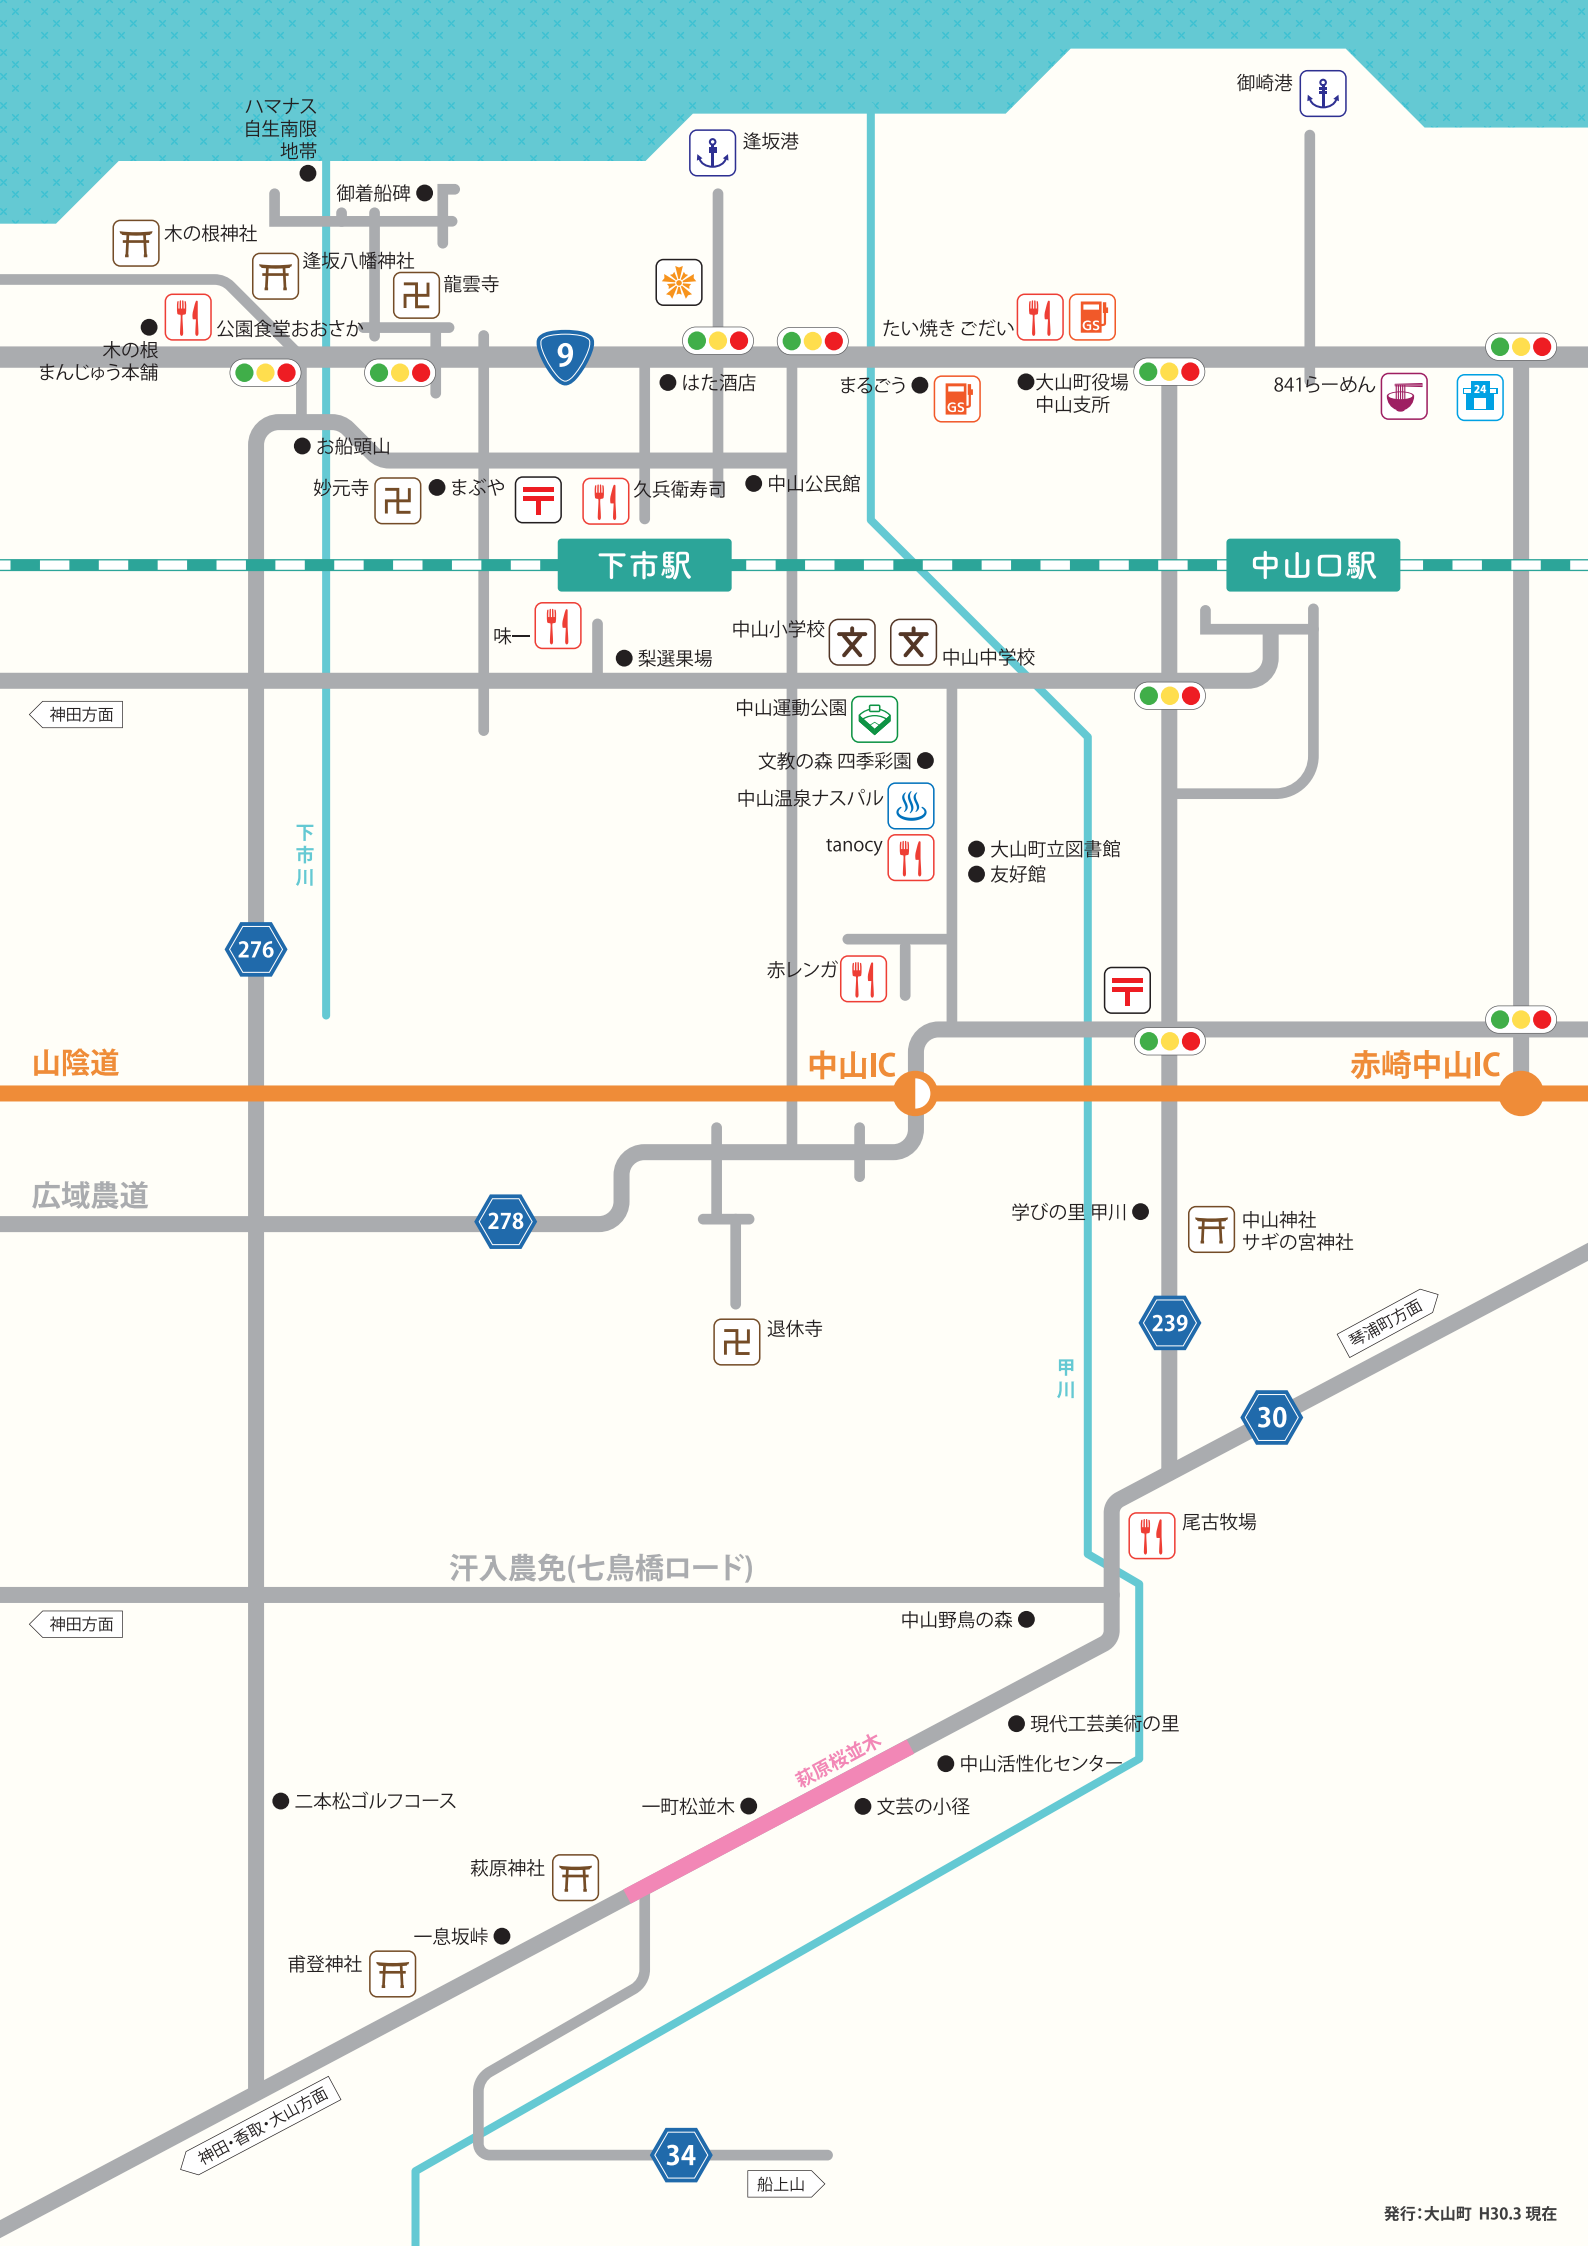 御崎港
ハマナス
自生南限
地帯
逢坂港
御着船碑
木の根神社
逢坂八幡神社
龍雲寺
公園食堂おおさか
たい焼き ごだい
GS
木の根
まんじゅう本舗
9
はた酒店
まるごう
GS
大山町役場
中山支所
841らーめん
24
お船頭山
妙元寺
卍
まぶや
〒
久兵衛寿司
中山公民館
下市駅
中山口駅
味一
梨選果場
中山小学校
文
文
中山中学校
神田方面
中山運動公園
文教の森 四季彩園
中山温泉ナスパル
tanocy
大山町立図書館
友好館
下市川
276
赤レンガ
〒
山陰道
中山IC
赤崎中山IC
広域農道
278
学びの里 甲川
中山神社
サギの宮神社
退休寺
卍
239
琴浦町方面
甲川
30
尾古牧場
汗入農免(七鳥橋ロード)
神田方面
中山野鳥の森
現代工芸美術の里
萩原桜並木
中山活性化センター
二本松ゴルフコース
一町松並木
文芸の小径
萩原神社
一息坂峠
甫登神社
神田・香取・大山方面
34
船上山
発行：大山町 H30.3 現在